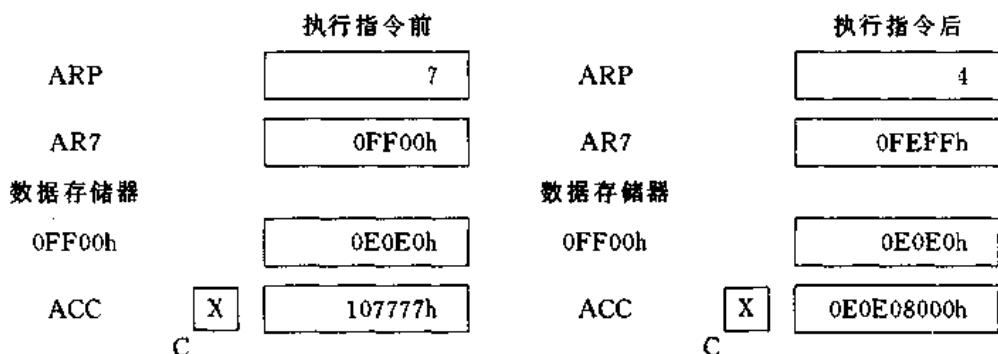 执行指令前 执行指令后
ARP 7 ARP 4
AR7 0FF00h AR7 0FEFFh
数据存储器 数据存储器
0FF00h 0E0E0h 0FF00h 0E0E0h
ACC X 107777h ACC X 0E0E08000h
C C